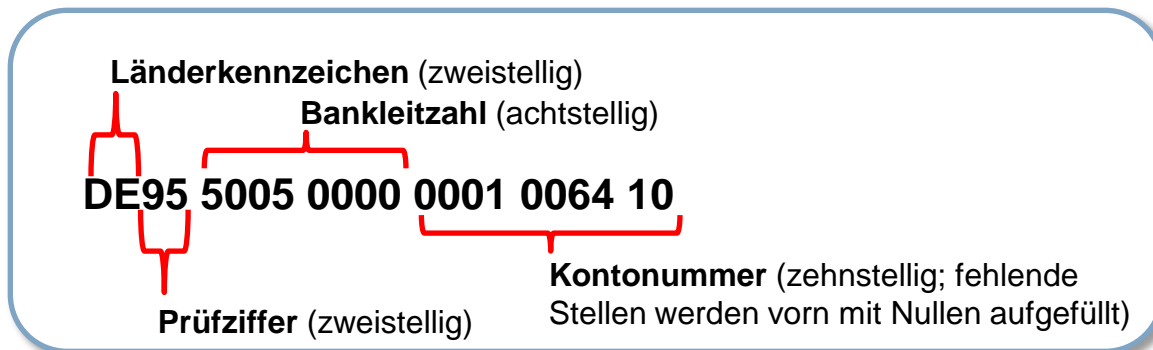 Länderkennzeichen (zweistellig)
Bankleitzahl (achtstellig)
DE95 5005 0000 0001 0064 10
Kontonummer (zehnstellig; fehlende
Stellen werden vorn mit Nullen aufgefüllt)
Prüfziffer (zweistellig)